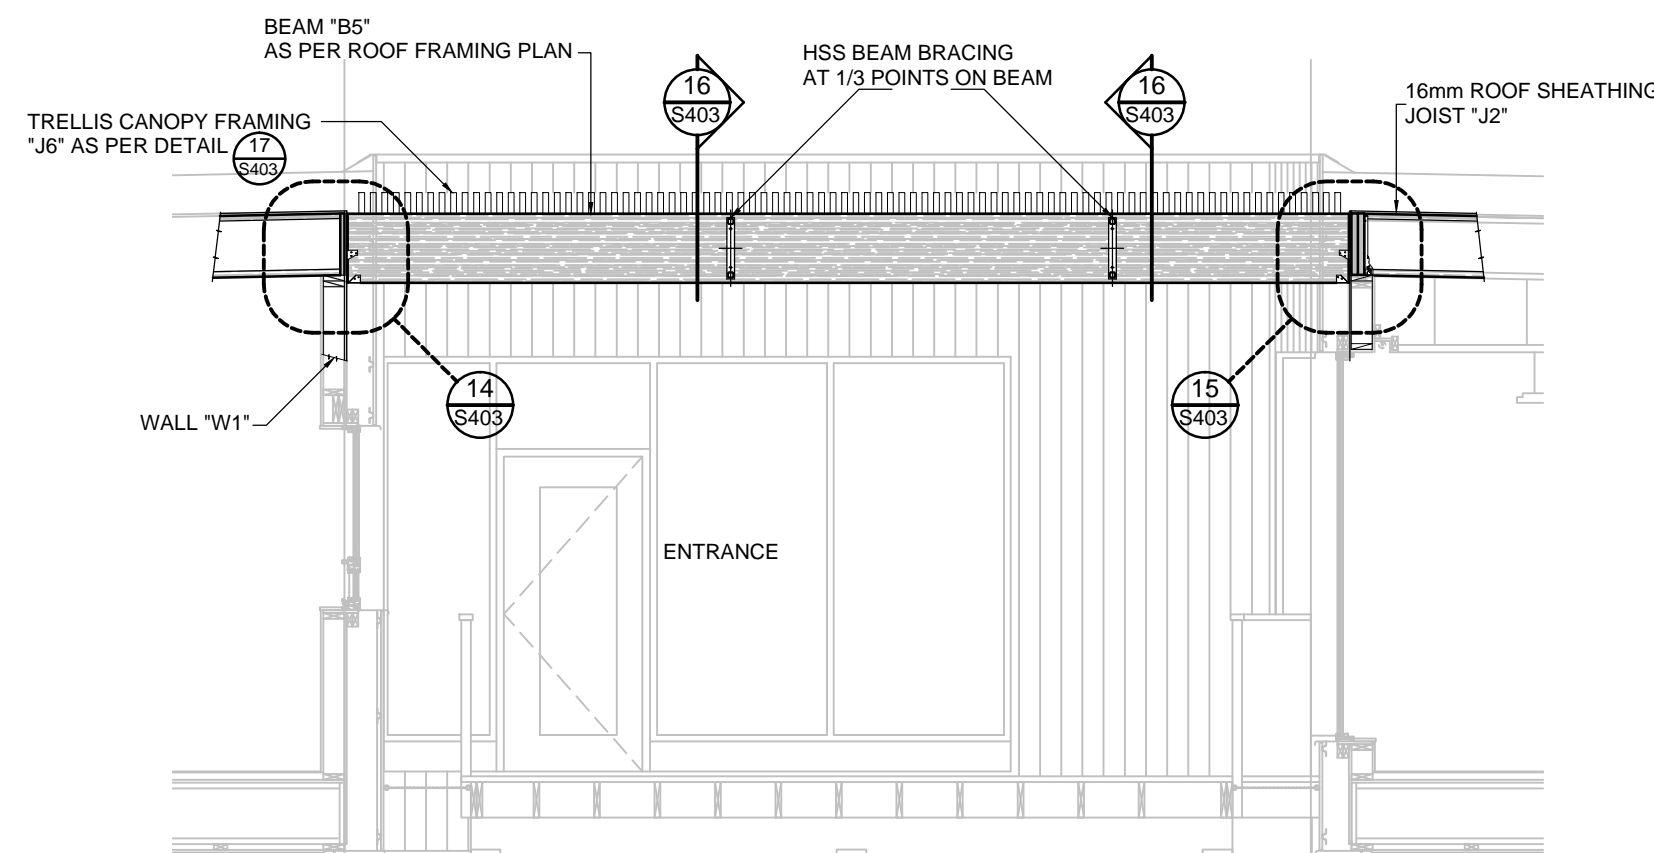 BEAM "B5"
AS PER ROOF FRAMING PLAN
HSS BEAM BRACING
AT 1/3 POINTS ON BEAM
16
S403
16
S403
16mm ROOF SHEATHING
JOIST "J2"
TRELLIS CANOPY FRAMING
"J6" AS PER DETAIL
17
S403
14
S403
15
S403
WALL "W1"
ENTRANCE